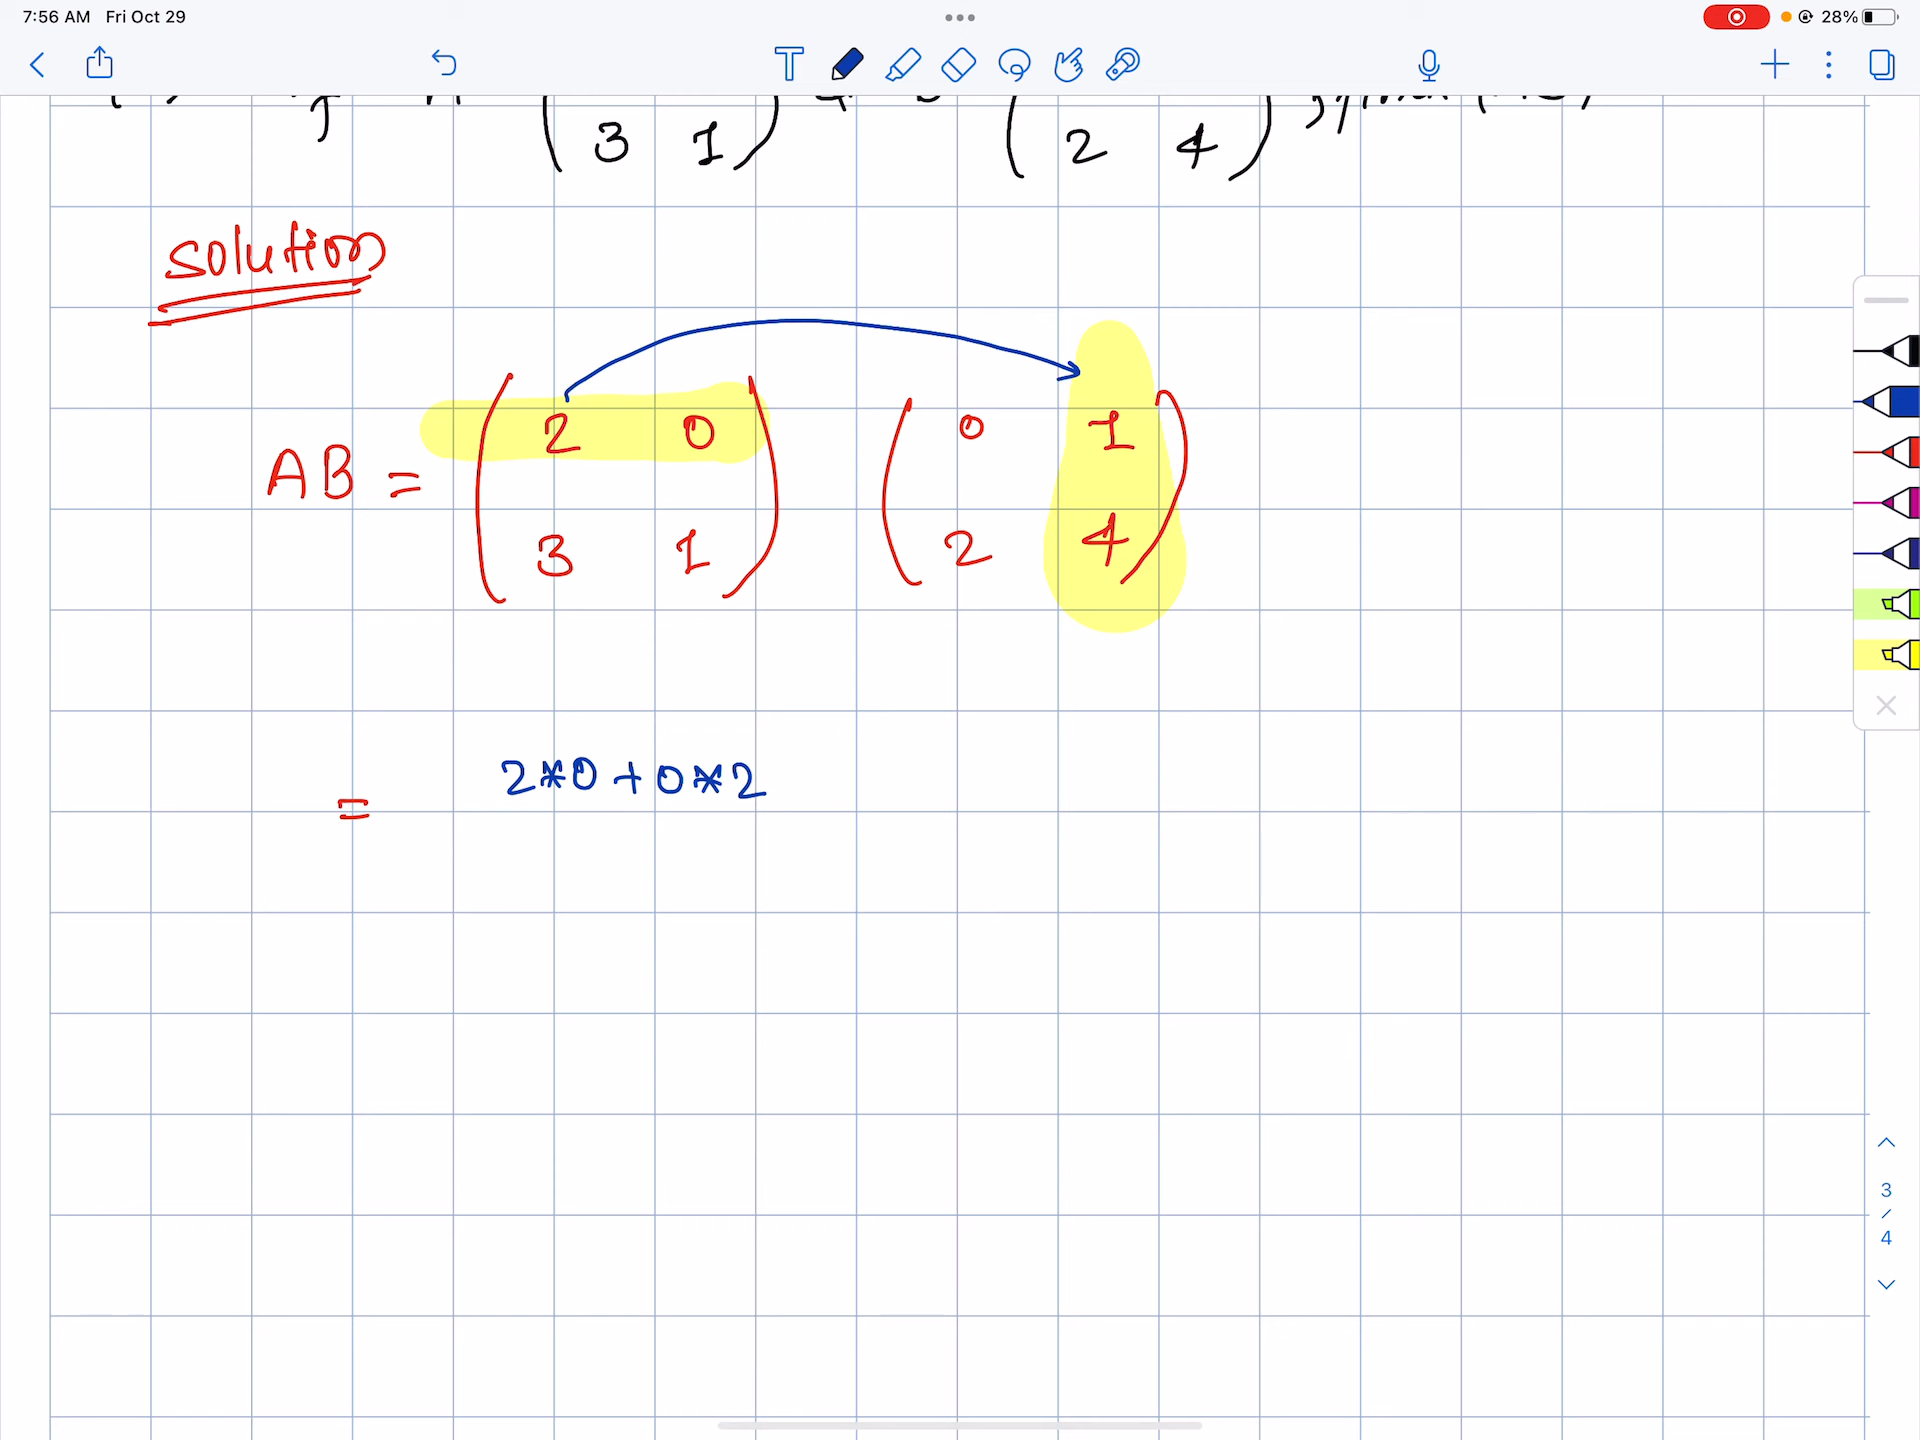 7:56 AM Fri Oct 29
28%
3 1 2 4
solution
AB = ( 2 0 ) ( 0 1 )
3 1 2 4
= 2*0 + 0*2
3
/
4